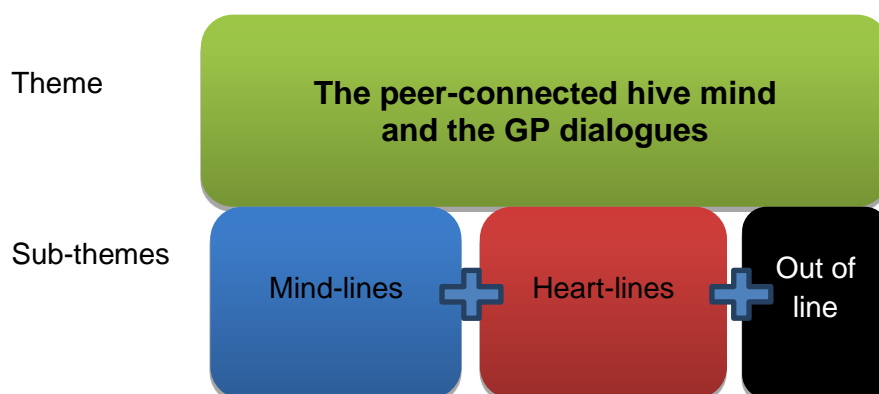 Theme
The peer-connected hive mind
and the GP dialogues
Sub-themes
Mind-lines
Heart-lines
Out of
line